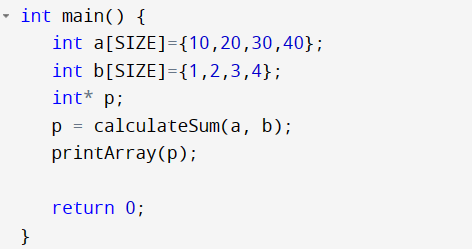 int main() {
int a[SIZE]={10,20,30,40};
int b[SIZE]={1,2,3,4};
int* p;
p = calculateSum(a, b);
printArray(p);
return 0;
}